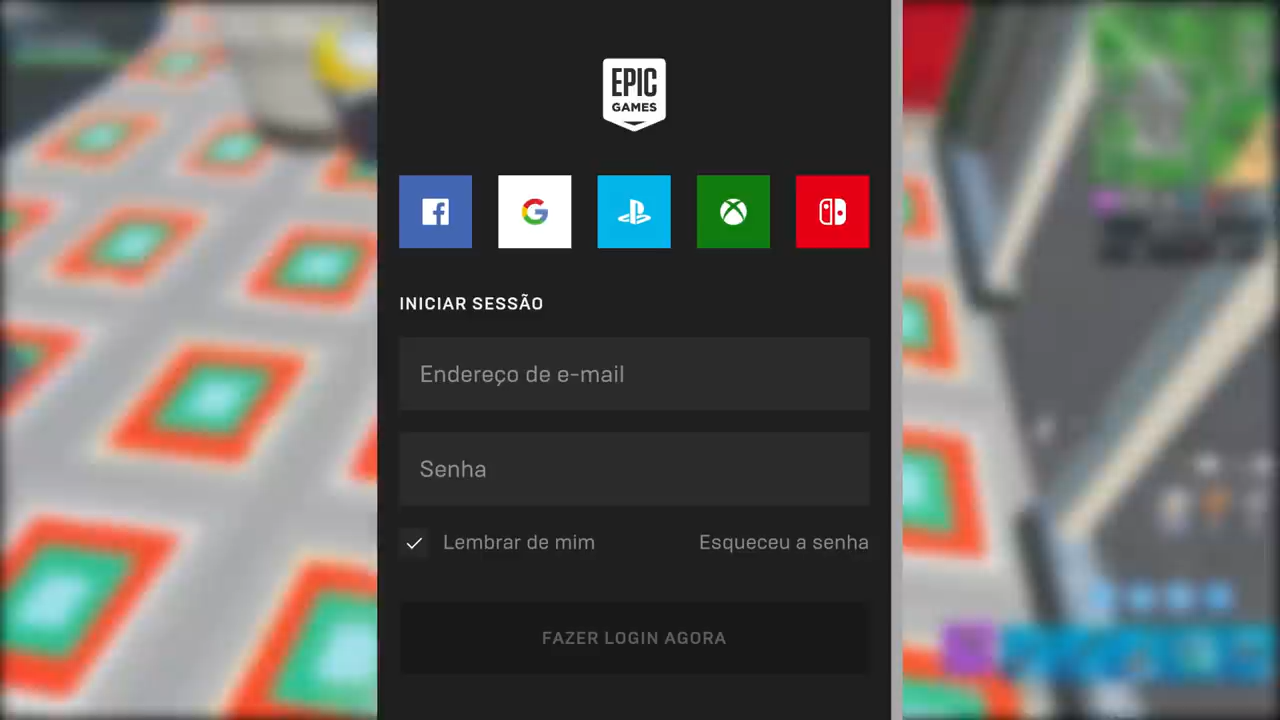 EPIC
GAMES
INICIAR SESSÃO
Endereço de e-mail
Senha
Lembrar de mim
Esqueceu a senha
FAZER LOGIN AGORA